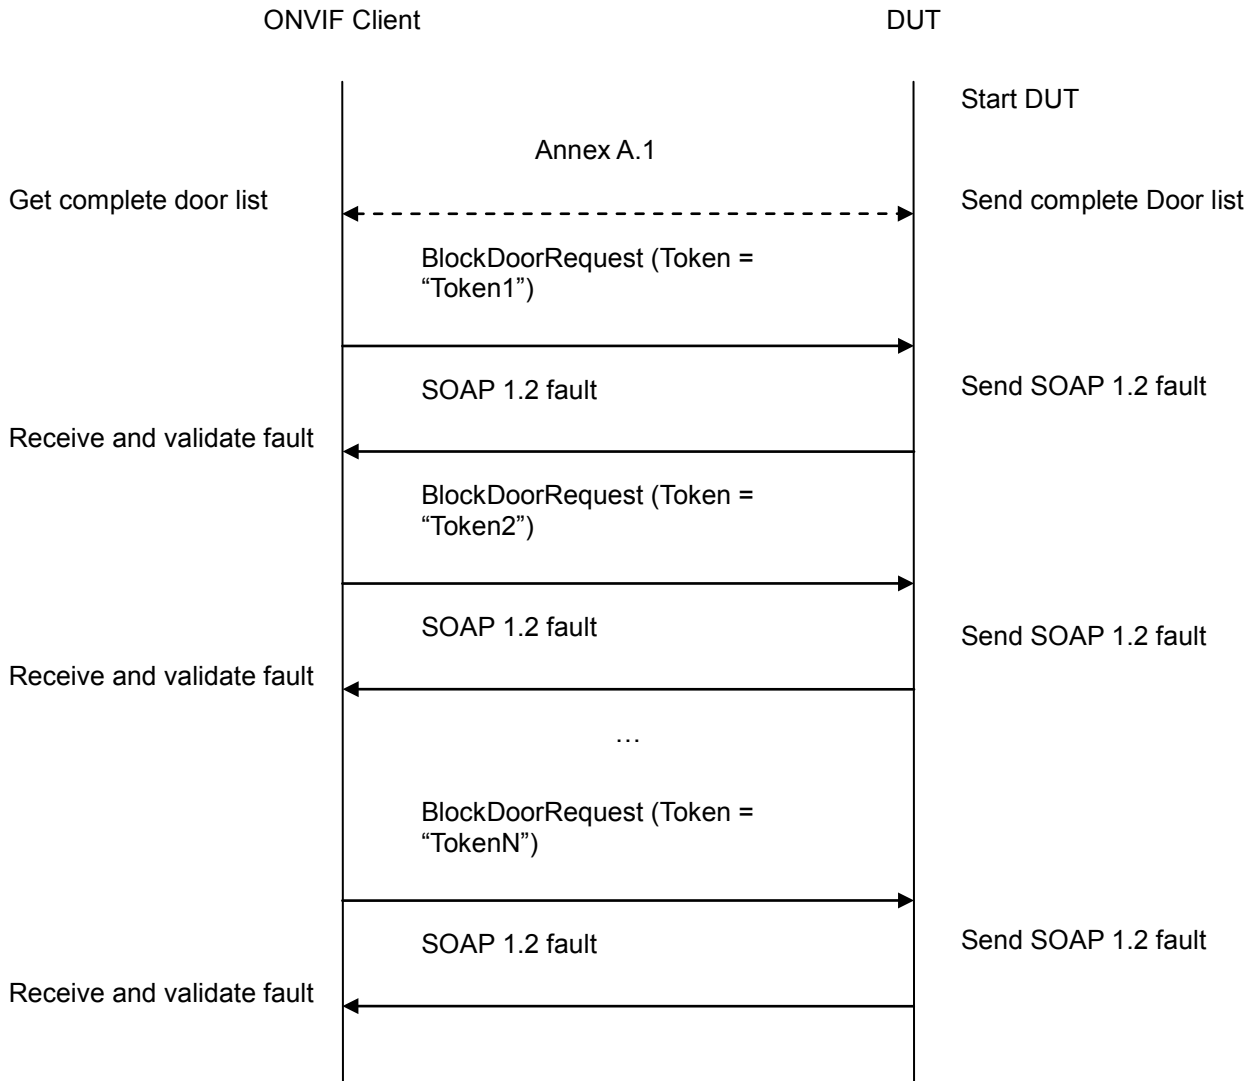 ONVIF Client
DUT
Start DUT
Annex A.1
Get complete door list
Send complete Door list
BlockDoorRequest (Token =
“Token1”)
SOAP 1.2 fault
Send SOAP 1.2 fault
Receive and validate fault
BlockDoorRequest (Token =
“Token2”)
SOAP 1.2 fault
Send SOAP 1.2 fault
Receive and validate fault
…
BlockDoorRequest (Token =
“TokenN”)
SOAP 1.2 fault
Send SOAP 1.2 fault
Receive and validate fault